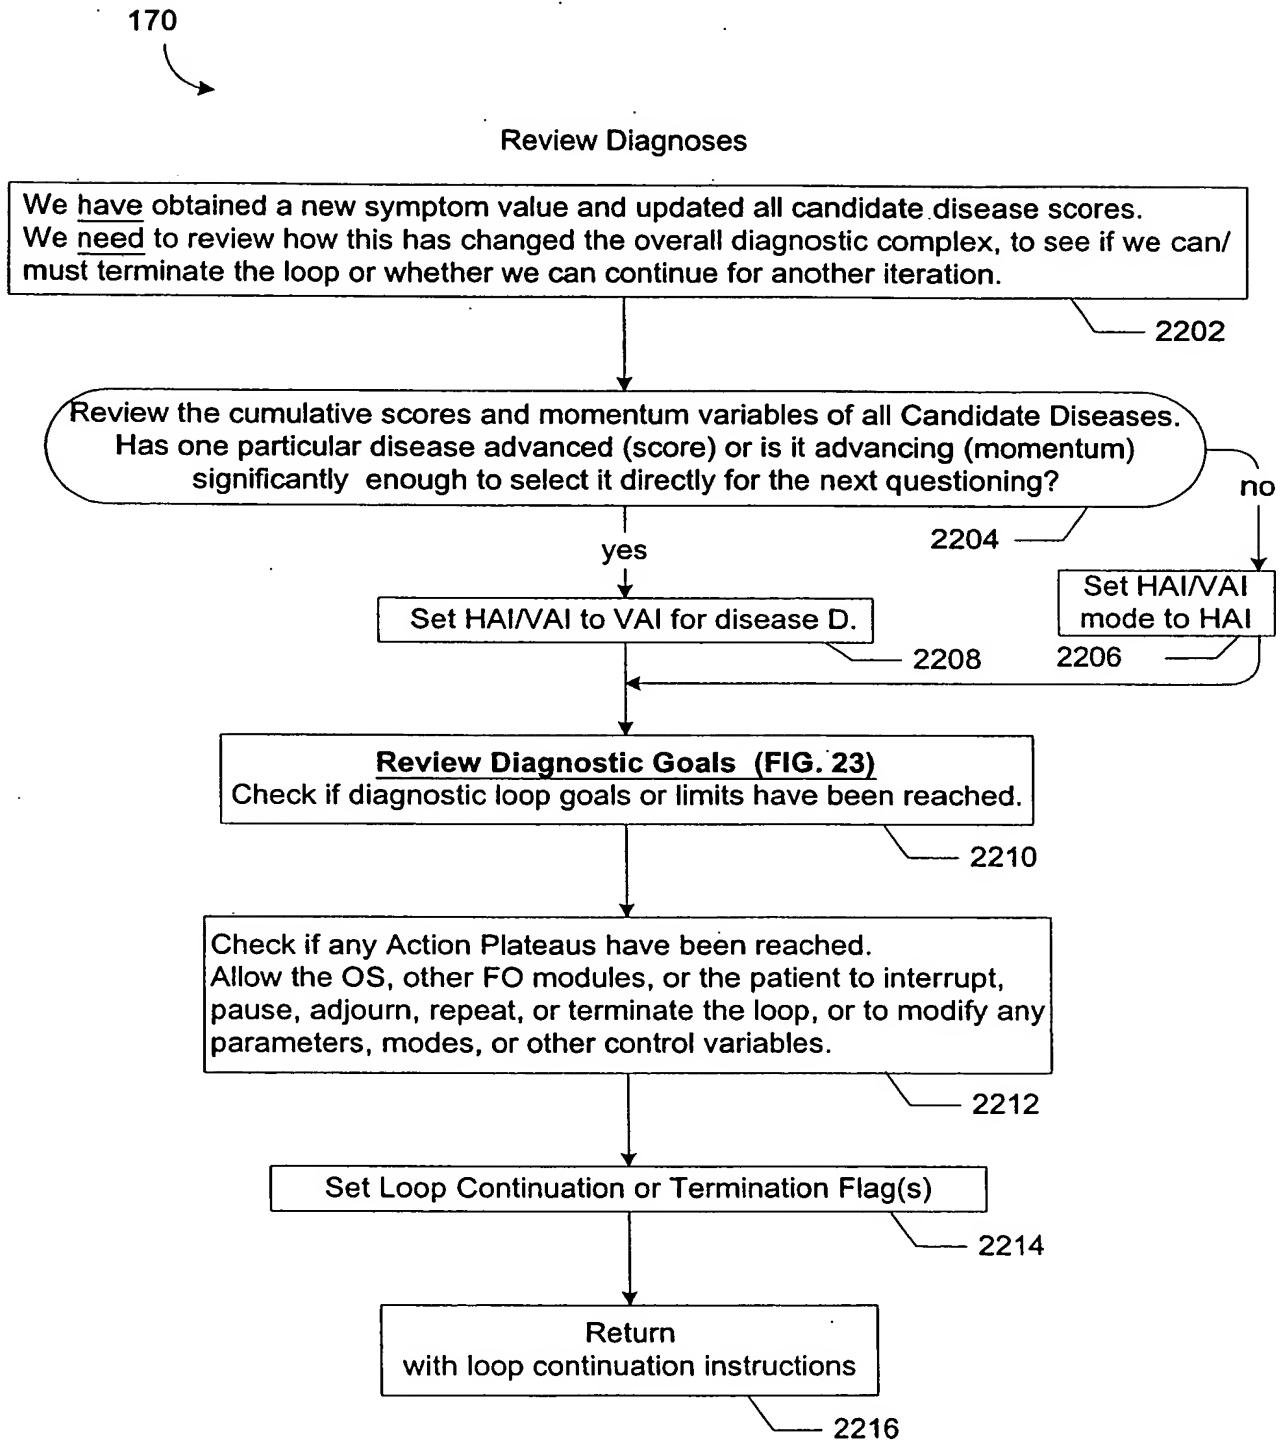 170
Review Diagnoses
We have obtained a new symptom value and updated all candidate disease scores.
We need to review how this has changed the overall diagnostic complex, to see if we can/
must terminate the loop or whether we can continue for another iteration.
2202
Review the cumulative scores and momentum variables of all Candidate Diseases.
Has one particular disease advanced (score) or is it advancing (momentum)
significantly enough to select it directly for the next questioning?
no
2204
yes
Set HAI/VAI
mode to HAI
Set HAI/VAI to VAI for disease D.
2206
2208
Review Diagnostic Goals (FIG. 23)
Check if diagnostic loop goals or limits have been reached.
2210
Check if any Action Plateaus have been reached.
Allow the OS, other FO modules, or the patient to interrupt,
pause, adjourn, repeat, or terminate the loop, or to modify any
parameters, modes, or other control variables.
2212
Set Loop Continuation or Termination Flag(s)
2214
Return
with loop continuation instructions
2216